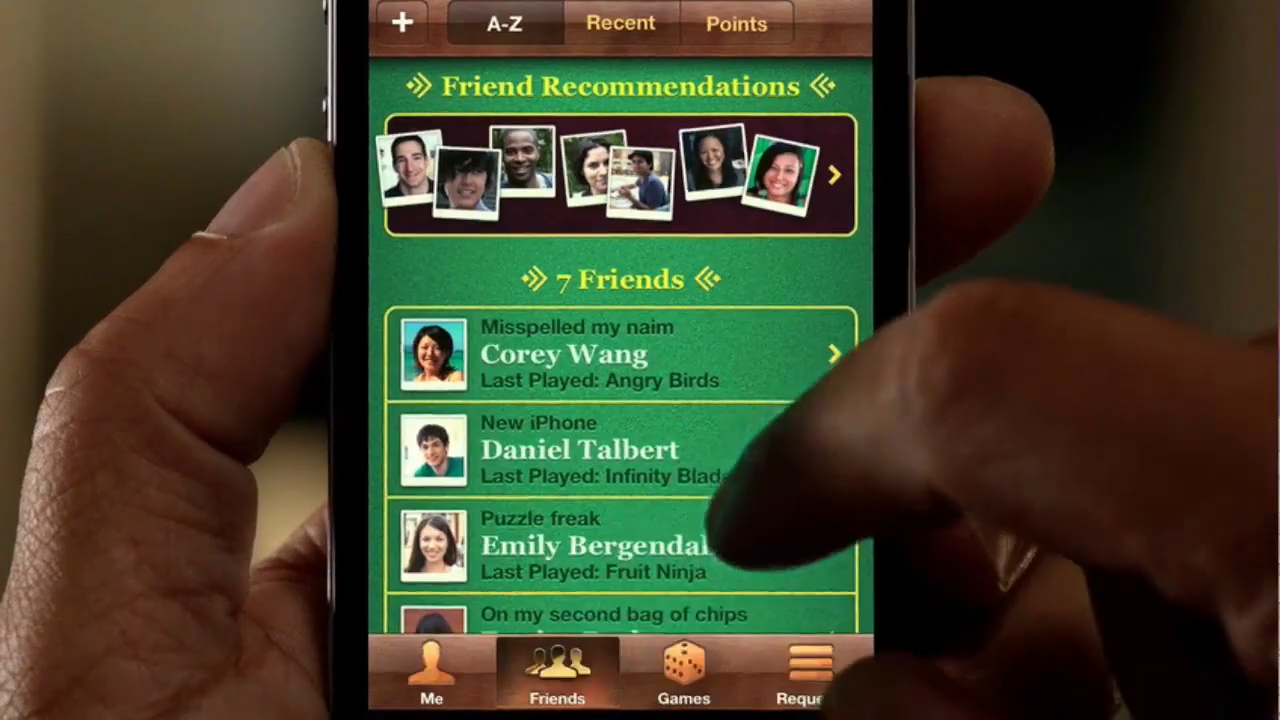 +
A-Z Recent Points
Friend Recommendations
7 Friends
Misspelled my naim
Corey Wang
Last Played: Angry Birds
New iPhone
Daniel Talbert
Last Played: Infinity Blad
Puzzle freak
Emily Bergendal
Last Played: Fruit Ninja
On my second bag of chips
Me Friends Games Reque